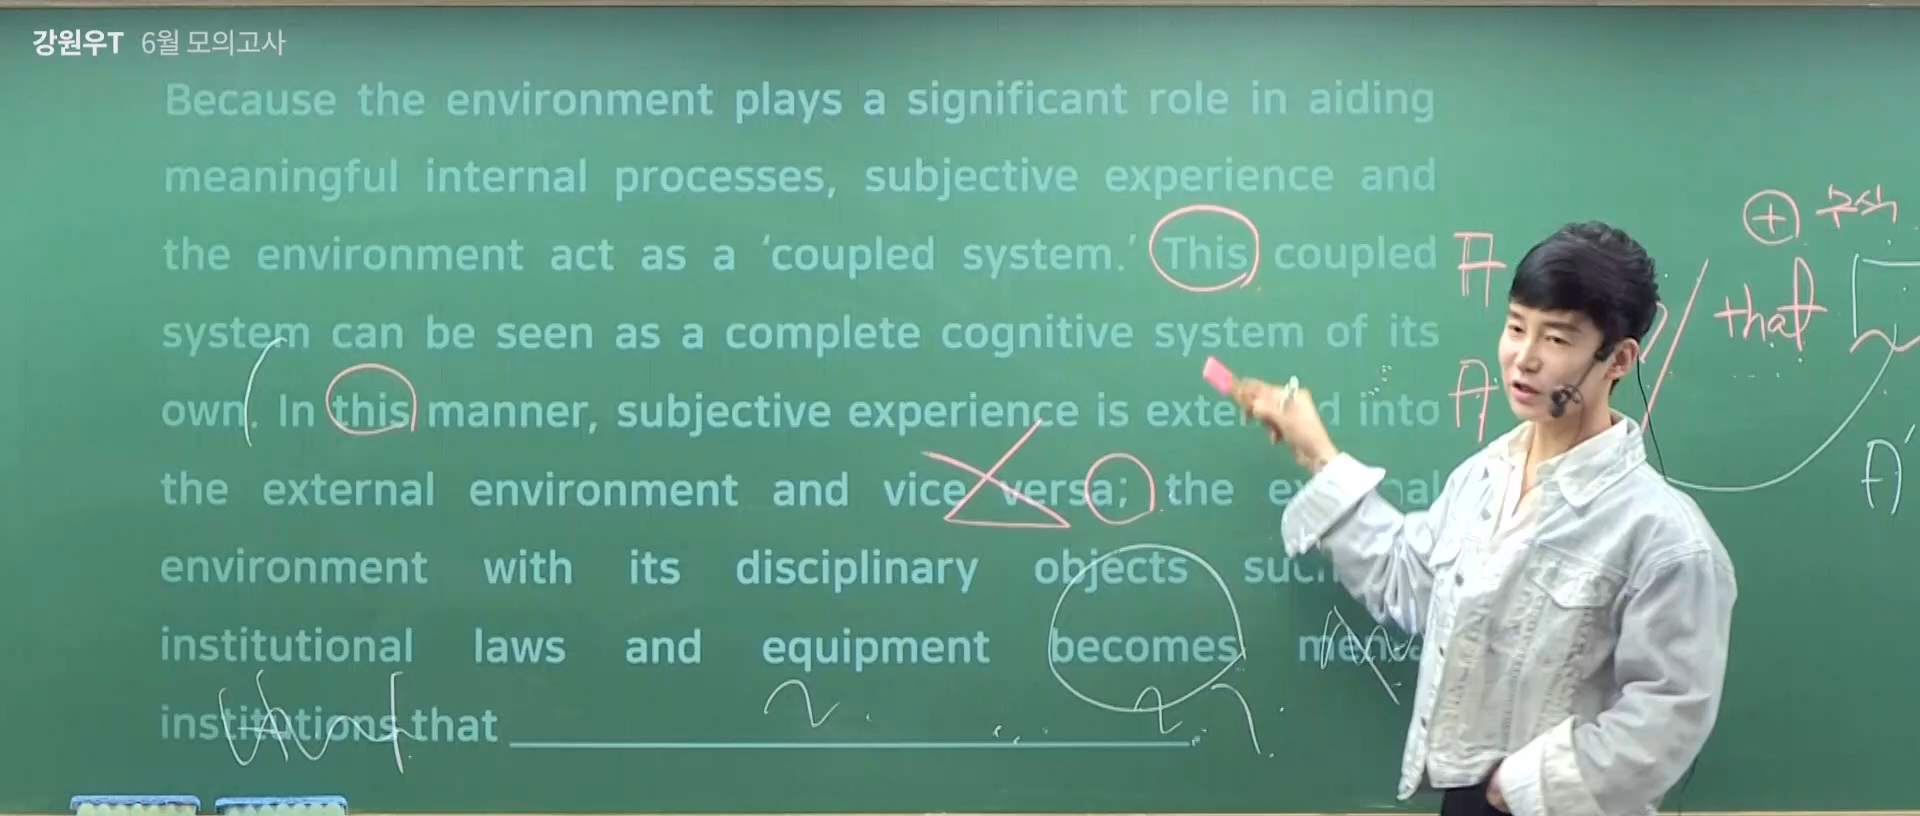 강원우T 6월 모의고사
Because the environment plays a significant role in aiding
meaningful internal processes, subjective experience and
the environment act as a ‘coupled system.’ This coupled
system can be seen as a complete cognitive system of its
own. In this manner, subjective experience is into
the external environment and vice versa; the
environment with its disciplinary objects
institutional laws and equipment becomes
institutions that
A
that
A
A'